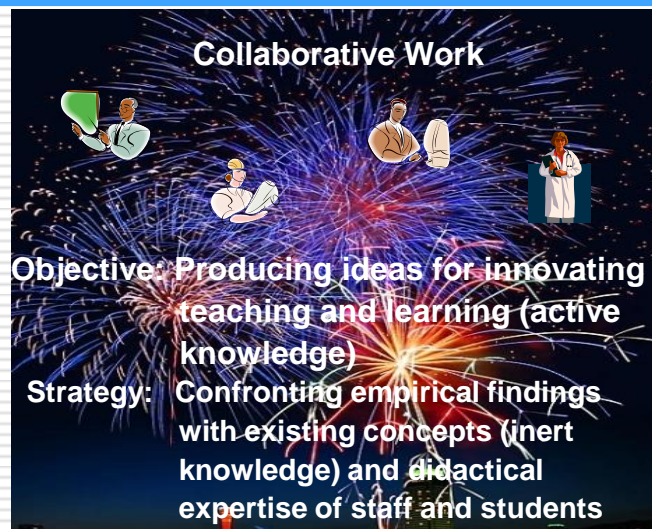 Collaborative Work
Objective: Producing ideas for innovating
teaching and learning (active
knowledge)
Strategy: Confronting empirical findings
with existing concepts (inert
knowledge) and didactical
expertise of staff and students